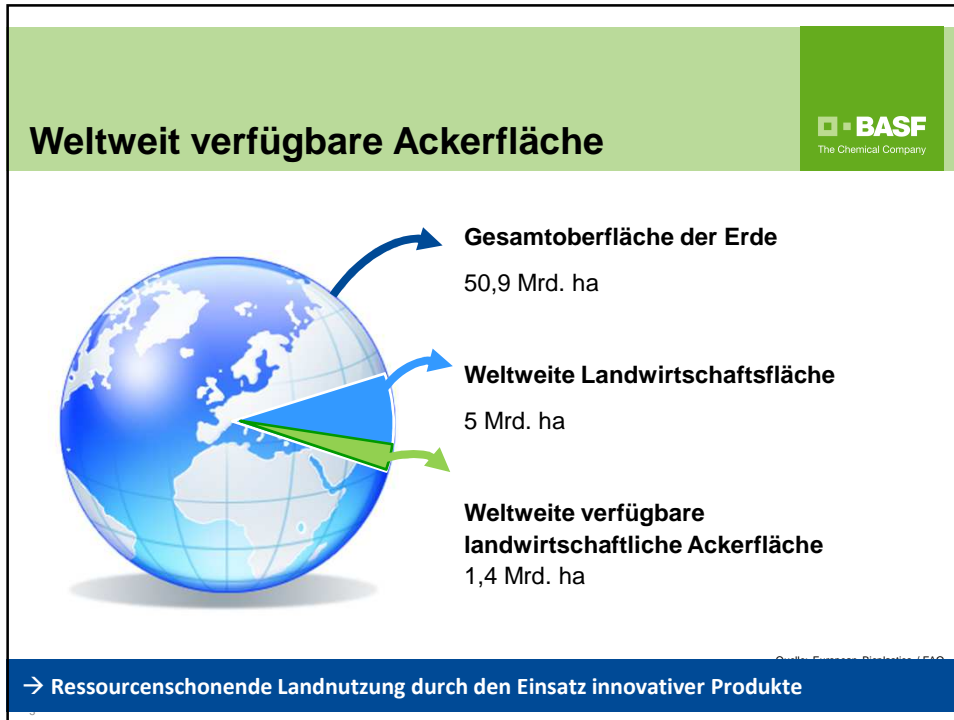 Weltweit verfügbare Ackerfläche
BASF
The Chemical Company
Gesamtoberfläche der Erde
50,9 Mrd. ha
Weltweite Landwirtschaftsfläche
5 Mrd. ha
Weltweite verfügbare
landwirtschaftliche Ackerfläche
1,4 Mrd. ha
→ Ressourcenschonende Landnutzung durch den Einsatz innovativer Produkte